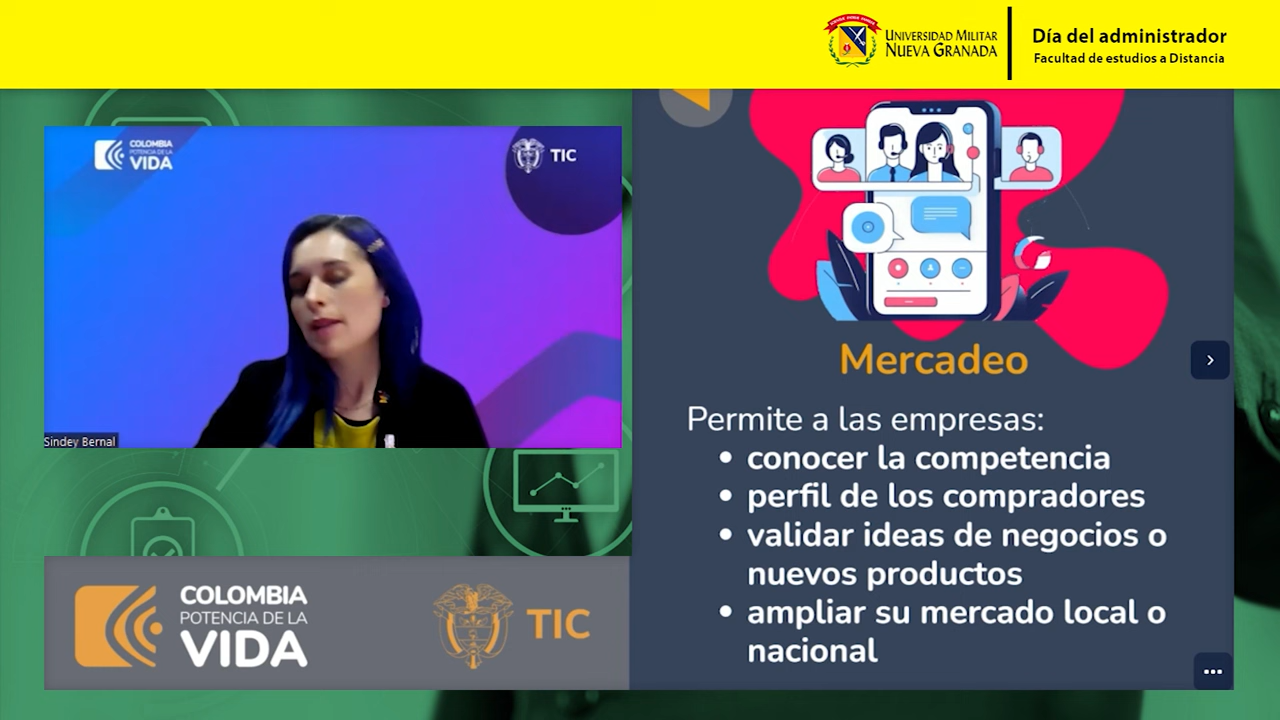 UNIVERSIDAD MILITAR
NUEVA GRANADA
Día del administrador
Facultad de estudios a Distancia
COLOMBIA
POTENCIA DE LA
VIDA
TIC
Sindey Bernal
Mercadeo
Permite a las empresas:
• conocer la competencia
• perfil de los compradores
• validar ideas de negocios o
nuevos productos
• ampliar su mercado local o
nacional
COLOMBIA
POTENCIA DE LA
VIDA
TIC